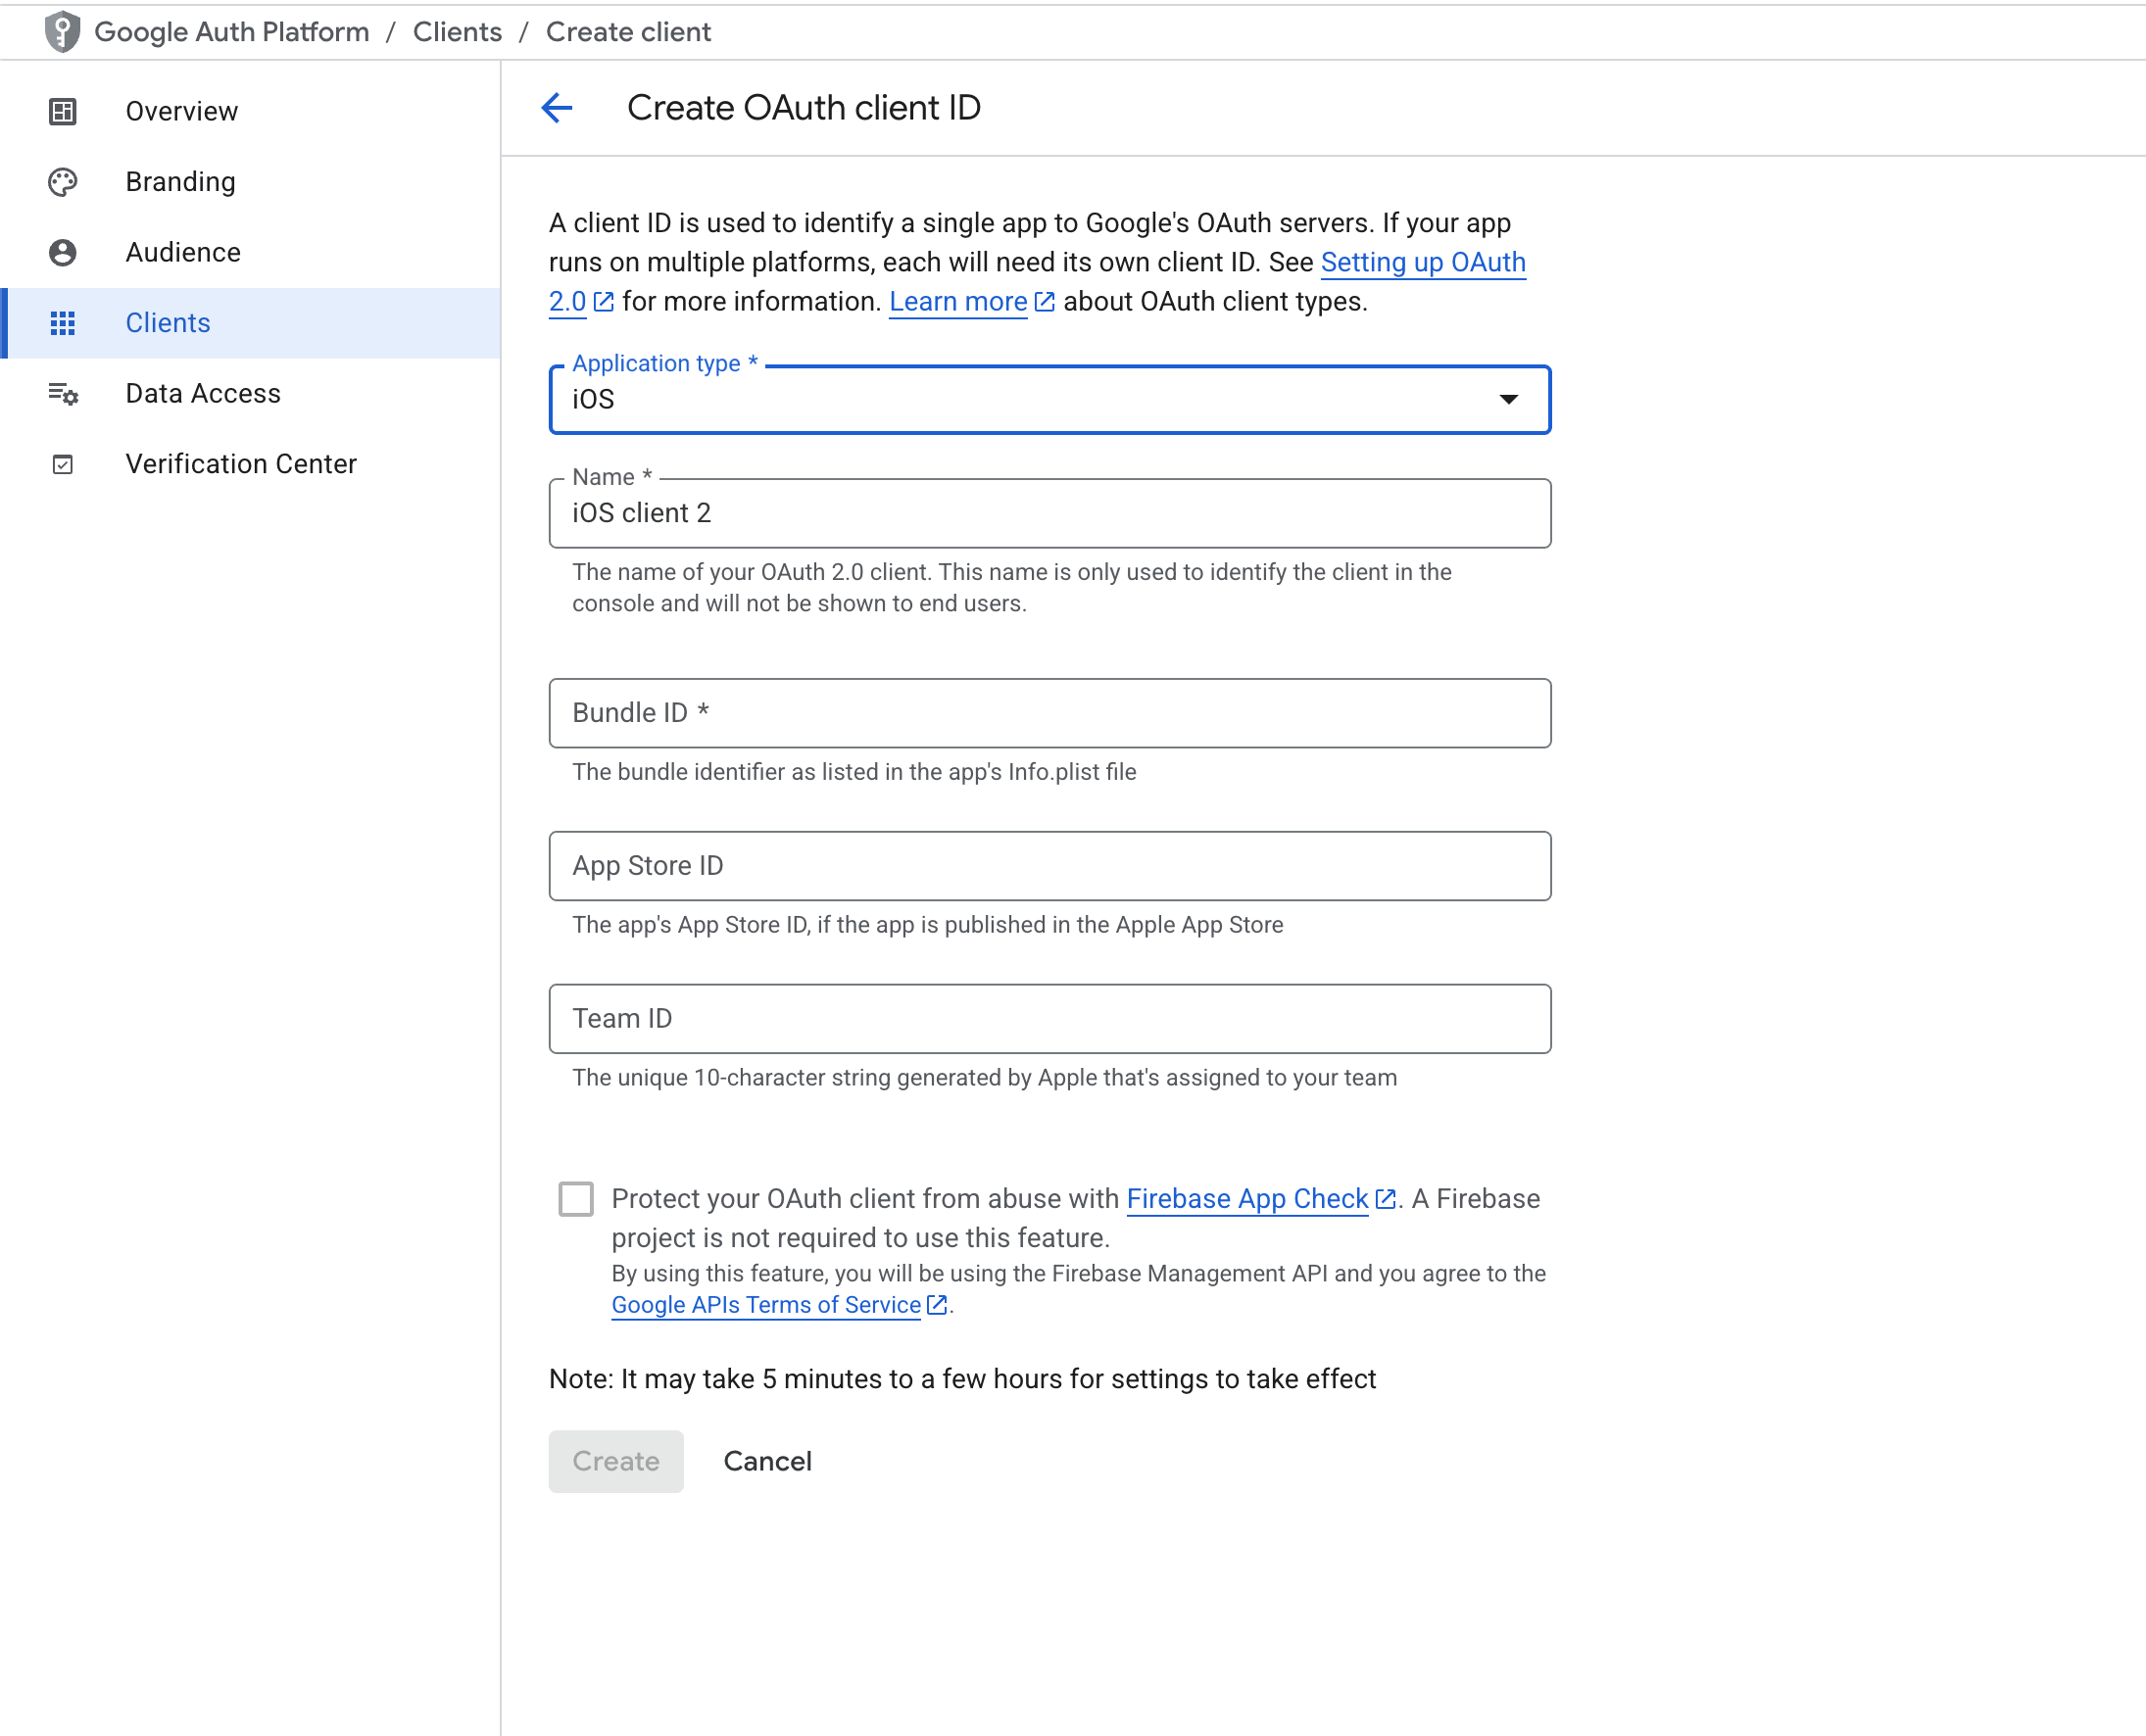 Google Auth Platform / Clients / Create client
Overview
Branding
Audience
Clients
Data Access
Verification Center
Create OAuth client ID
A client ID is used to identify a single app to Google's OAuth servers. If your app
runs on multiple platforms, each will need its own client ID. See Setting up OAuth
2.0 for more information. Learn more about OAuth client types.
Application type *
iOS
Name *
iOS client 2
The name of your OAuth 2.0 client. This name is only used to identify the client in the
console and will not be shown to end users.
Bundle ID *
The bundle identifier as listed in the app's Info.plist file
App Store ID
The app's App Store ID, if the app is published in the Apple App Store
Team ID
The unique 10-character string generated by Apple that's assigned to your team
Protect your OAuth client from abuse with Firebase App Check. A Firebase
project is not required to use this feature.
By using this feature, you will be using the Firebase Management API and you agree to the
Google APIs Terms of Service.
Note: It may take 5 minutes to a few hours for settings to take effect
Create Cancel